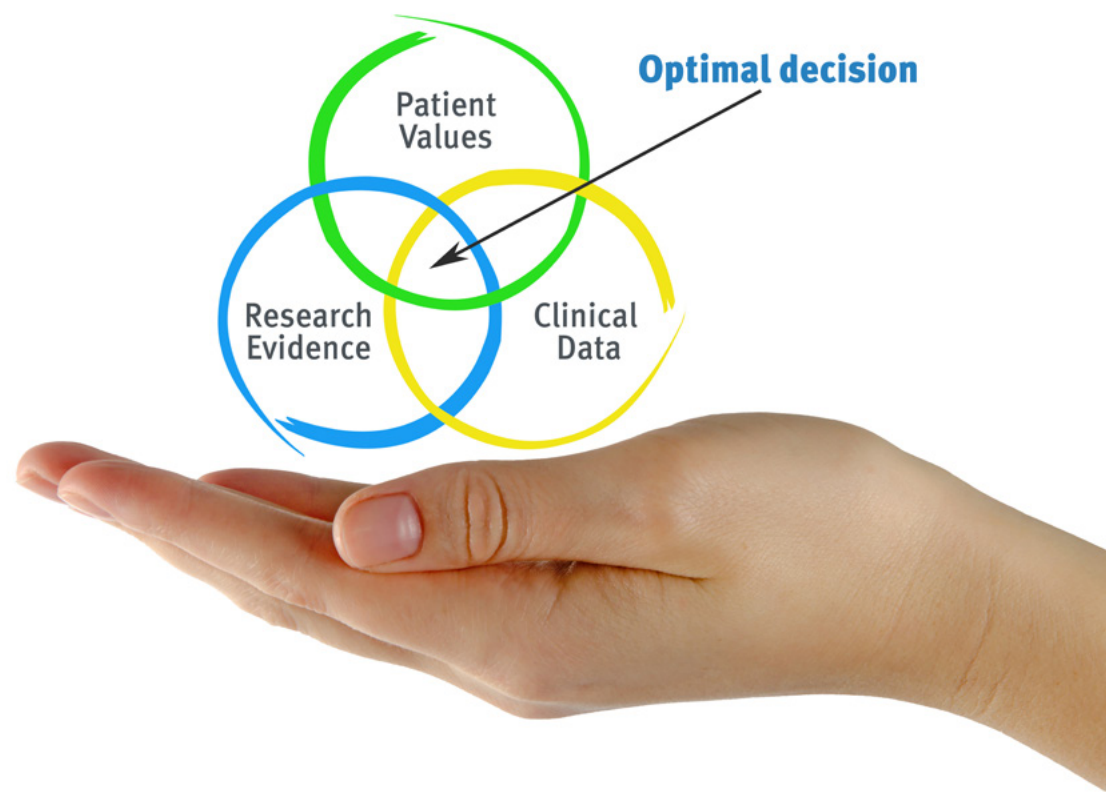 Optimal decision
Patient
Values
Research
Evidence
Clinical
Data